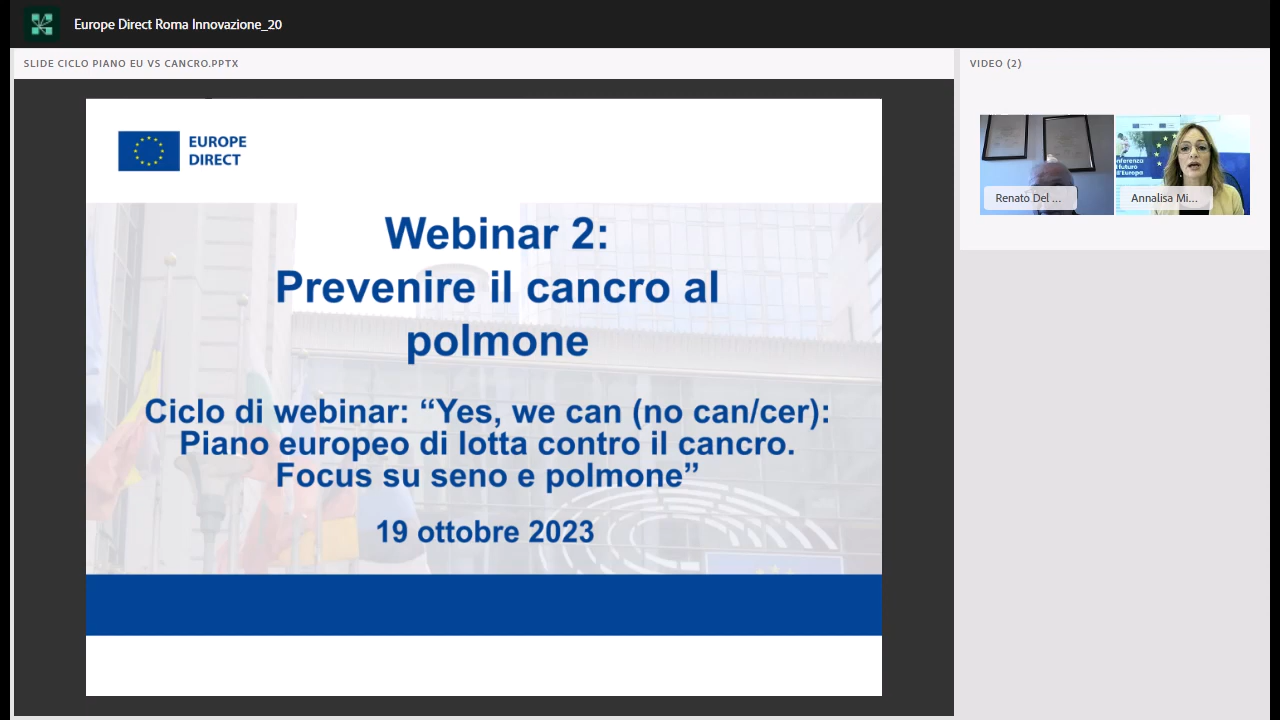 Europe Direct Roma Innovazione_20
SLIDE CICLO PIANO EU VS CANCRO.PPTX
VIDEO (2)
EUROPE
DIRECT
Webinar 2:
Prevenire il cancro al
polmone
Ciclo di webinar: “Yes, we can (no can/cer):
Piano europeo di lotta contro il cancro.
Focus su seno e polmone”
19 ottobre 2023
Renato Del ...
Annalisa Mi...